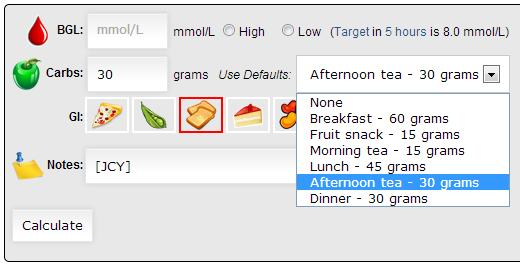 BGL: mmol/L mmol/L High Low (Target in 5 hours is 8.0 mmol/L)
Carbs: 30 grams Use Defaults: Afternoon tea - 30 grams
None
Breakfast - 60 grams
Fruit snack - 15 grams
Morning tea - 15 grams
Lunch - 45 grams
Afternoon tea - 30 grams
Dinner - 30 grams
GI:
Notes: [JCY]
Calculate